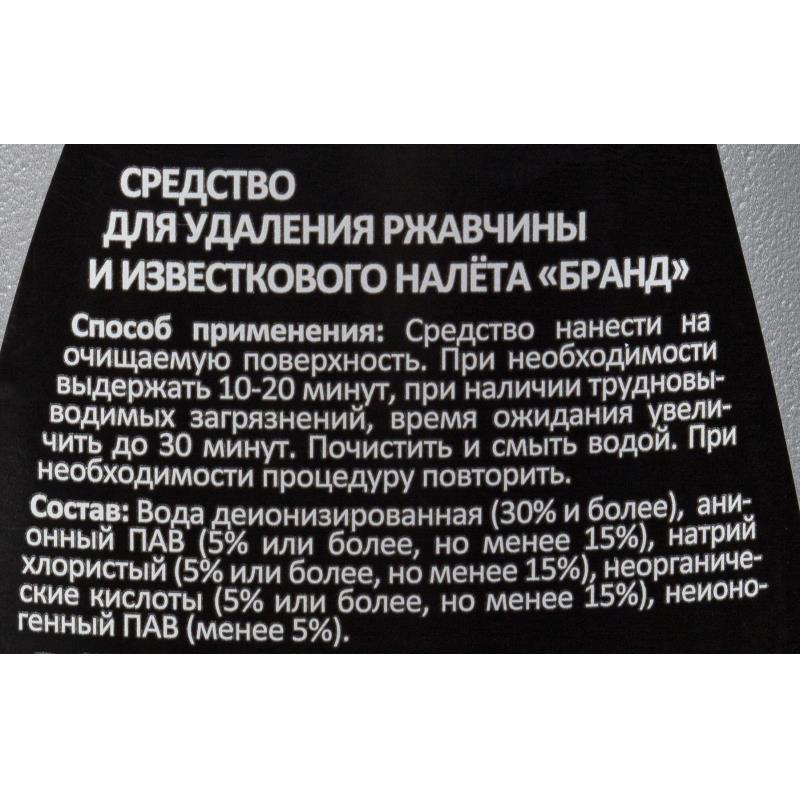 СРЕДСТВО
ДЛЯ УДАЛЕНИЯ РЖАВЧИНЫ
И ИЗВЕСТКОВОГО НАЛЁТА «БРАНД»
Способ применения: Средство нанести на
очищаемую поверхность. При необходимости
выдержать 10-20 минут, при наличии трудновы-
водимых загрязнений, время ожидания увели-
чить до 30 минут. Почистить и смыть водой. При
необходимости процедуру повторить.
Состав: Вода деионизированная (30% и более), ани-
онный ПАВ (5% или более, но менее 15%), натрий
хлористый (5% или более, но менее 15%), неорганиче-
ские кислоты (5% или более, но менее 15%), неионо-
генный ПАВ (менее 5%).